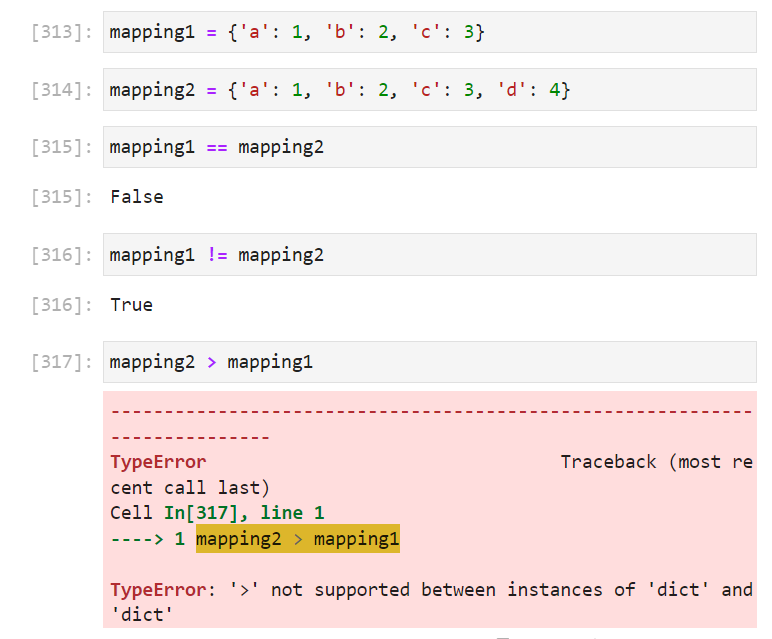 [313]: mapping1 = {'a': 1, 'b': 2, 'c': 3}
[314]: mapping2 = {'a': 1, 'b': 2, 'c': 3, 'd': 4}
[315]: mapping1 == mapping2
[315]: False
[316]: mapping1 != mapping2
[316]: True
[317]: mapping2 > mapping1
------------------------------------------------------------
---------------
TypeError                                 Traceback (most re
cent call last)
Cell In[317], line 1
----> 1 mapping2 > mapping1
TypeError: '>' not supported between instances of 'dict' and
'dict'